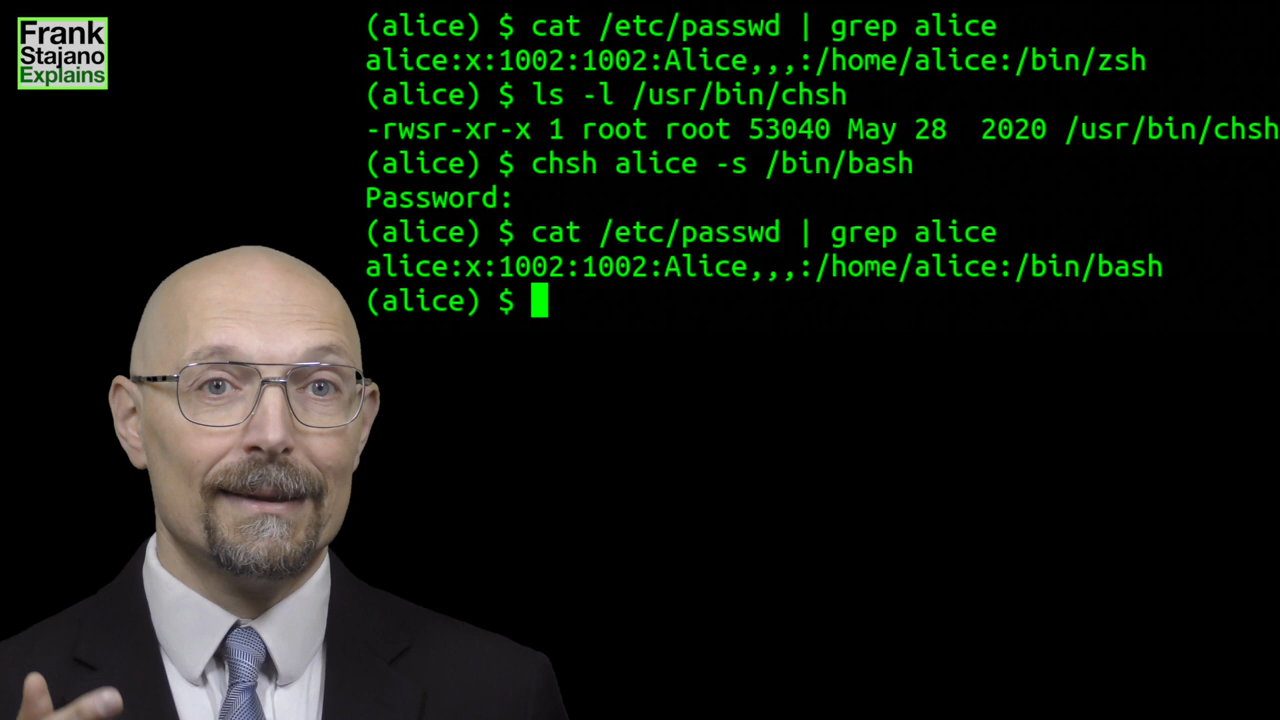 Frank
Stajano
Explains
(alice) $ cat /etc/passwd | grep alice
alice:x:1002:1002:Alice,,,:/home/alice:/bin/zsh
(alice) $ ls -l /usr/bin/chsh
-rwsr-xr-x 1 root root 53040 May 28  2020 /usr/bin/chsh
(alice) $ chsh alice -s /bin/bash
Password:
(alice) $ cat /etc/passwd | grep alice
alice:x:1002:1002:Alice,,,:/home/alice:/bin/bash
(alice) $